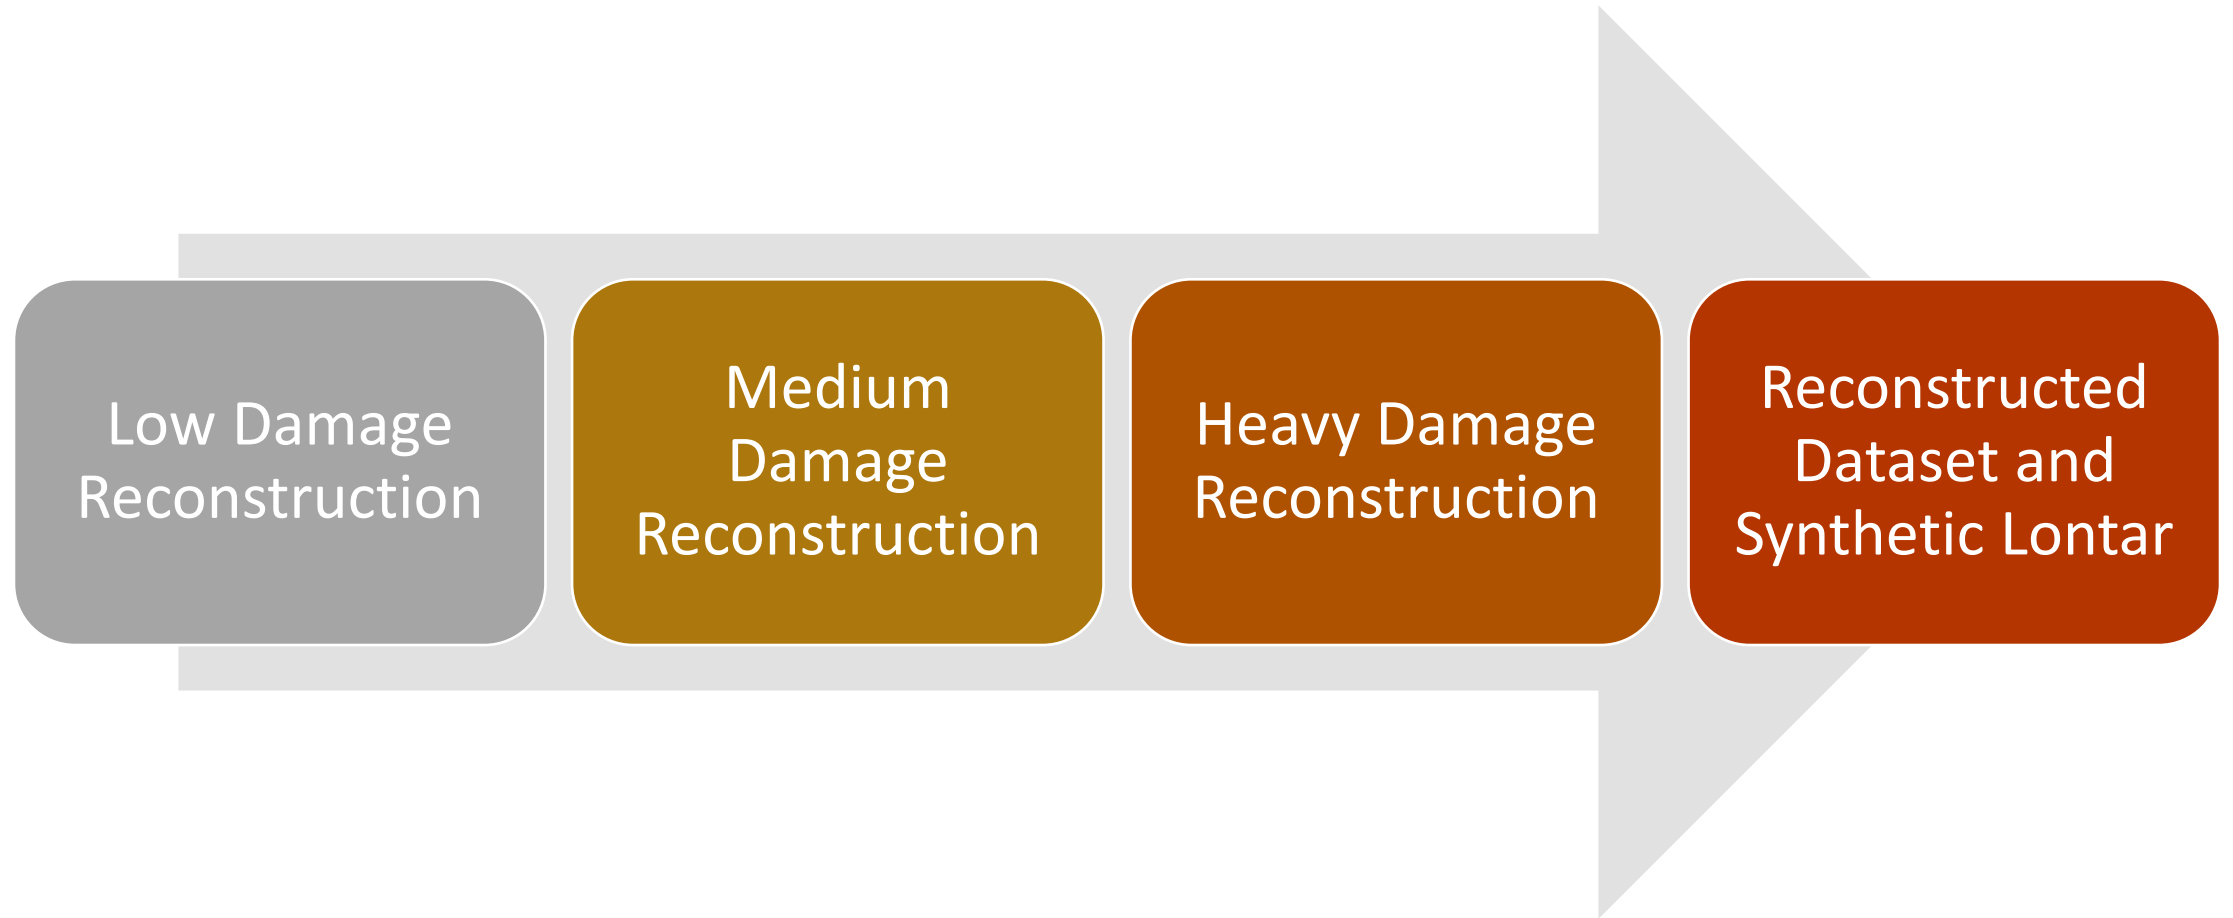 Low Damage
Reconstruction
Medium
Damage
Reconstruction
Heavy Damage
Reconstruction
Reconstructed
Dataset and
Synthetic Lontar